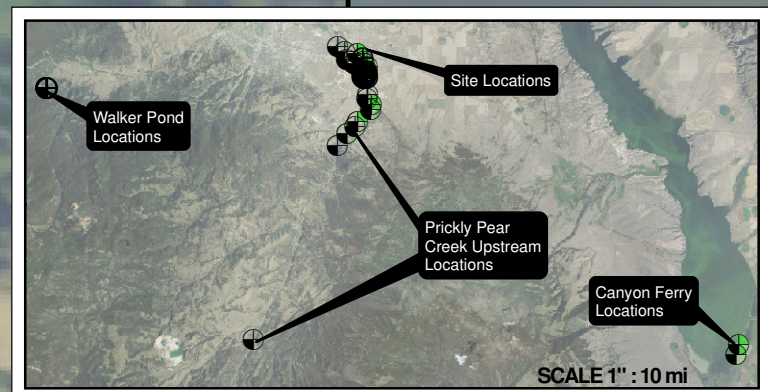 Site Locations
Walker Pond
Locations
Prickly Pear
Creek Upstream
Locations
Canyon Ferry
Locations
SCALE 1" : 10 mi